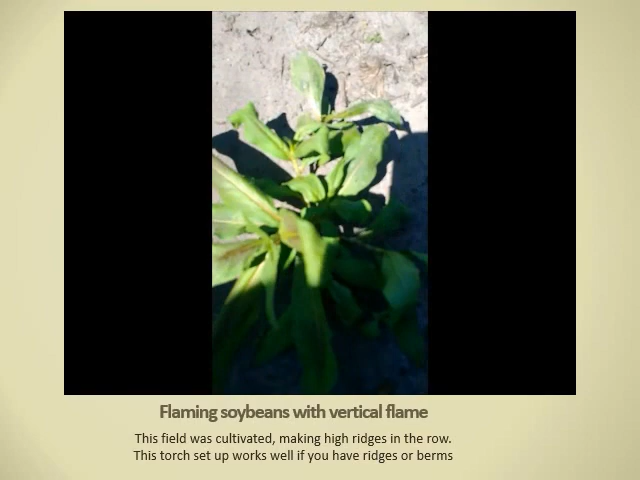 Flaming soybeans with vertical flame
This field was cultivated, making high ridges in the row.
This torch set up works well if you have ridges or berms